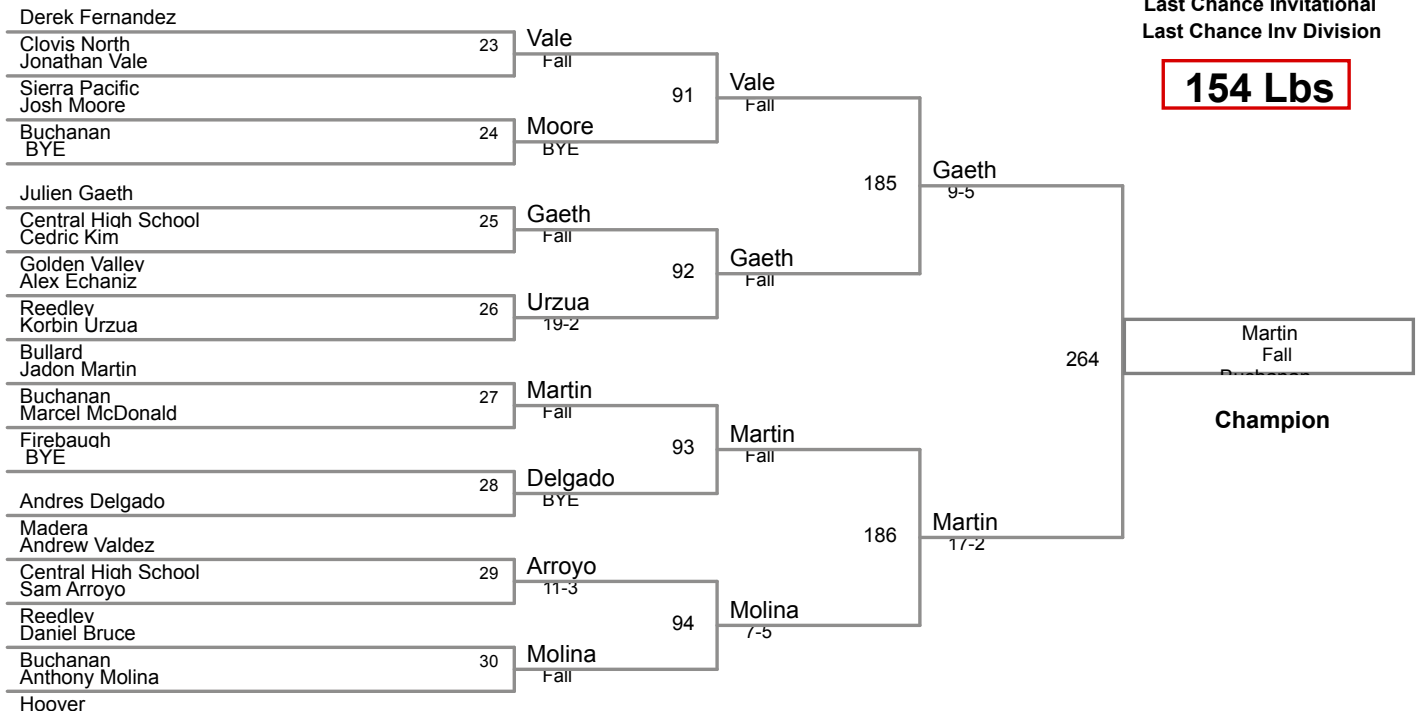 Last Chance Invitational
Last Chance Inv Division
154 Lbs
Derek Fernandez
Clovis North
Jonathan Vale
Sierra Pacific
Josh Moore
Buchanan
BYE
Julien Gaeth
Central High School
Cedric Kim
Golden Valley
Alex Echaniz
Reedley
Korbin Urzua
Bullard
Jadon Martin
Buchanan
Marcel McDonald
Firebaugh
BYE
Andres Delgado
Madera
Andrew Valdez
Central High School
Sam Arroyo
Reedley
Daniel Bruce
Buchanan
Anthony Molina
Hoover
23
24
25
26
27
28
29
30
Vale
Fall
Moore
BYE
Gaeth
Fall
Urzua
19-2
Martin
Fall
Delgado
BYE
Arroyo
11-3
Molina
Fall
91
92
93
94
Vale
Fall
Gaeth
Fall
Martin
Fall
Molina
7-5
185
186
Gaeth
9-5
Martin
17-2
264
Martin
Fall
Buchanan
Champion